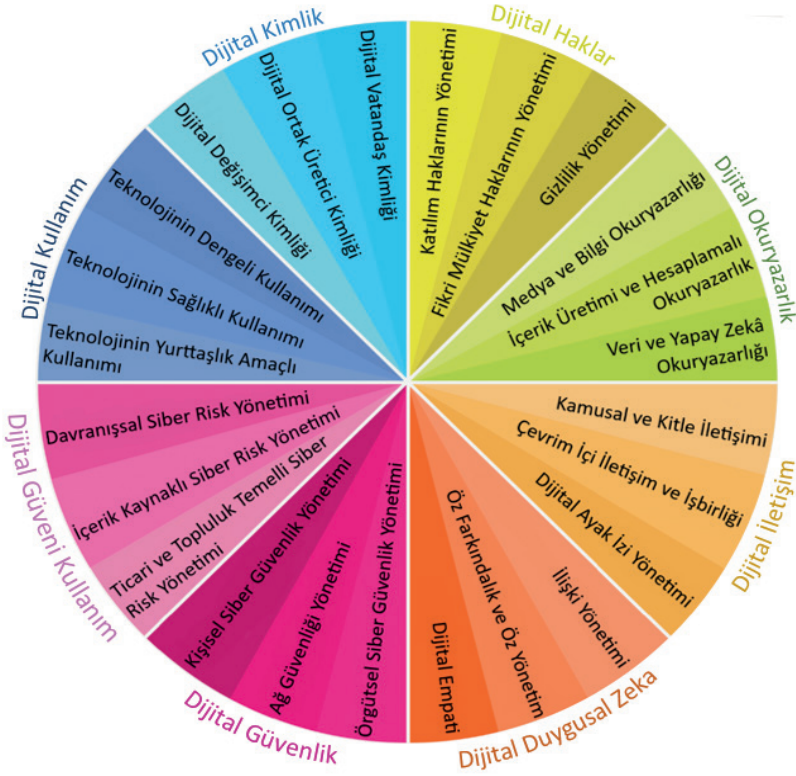 Dijital Kimlik
Dijital Vatandaş Kimliği
Dijital Ortak Üretici Kimliği
Dijital Değişimci Kimliği
Dijital Haklar
Katılım Haklarının Yönetimi
Fikri Mülkiyet Haklarının Yönetimi
Gizlilik Yönetimi
Dijital Okuryazarlık
Medya ve Bilgi Okuryazarlığı
İçerik Üretimi ve Hesaplamalı
Okuryazarlık
Veri ve Yapay Zekâ
Okuryazarlığı
Dijital İletişim
Kamusal ve Kitle İletişimi
Çevrim İçi İletişim ve İşbirliği
Dijital Ayak İzi Yönetimi
Dijital Duygusal Zeka
İlişki Yönetimi
Öz Farkındalık ve Öz Yönetim
Dijital Empati
Dijital Güvenlik
Örgütsel Siber Güvenlik Yönetimi
Ağ Güvenliği Yönetimi
Kişisel Siber Güvenlik Yönetimi
Dijital Güveni Kullanım
Ticari ve Topluluk Temelli Siber
Risk Yönetimi
İçerik Kaynaklı Siber Risk Yönetimi
Davranışsal Siber Risk Yönetimi
Dijital Kullanım
Teknolojinin Yurttaşlık Amaçlı
Kullanımı
Teknolojinin Sağlıklı Kullanımı
Teknolojinin Dengeli Kullanımı